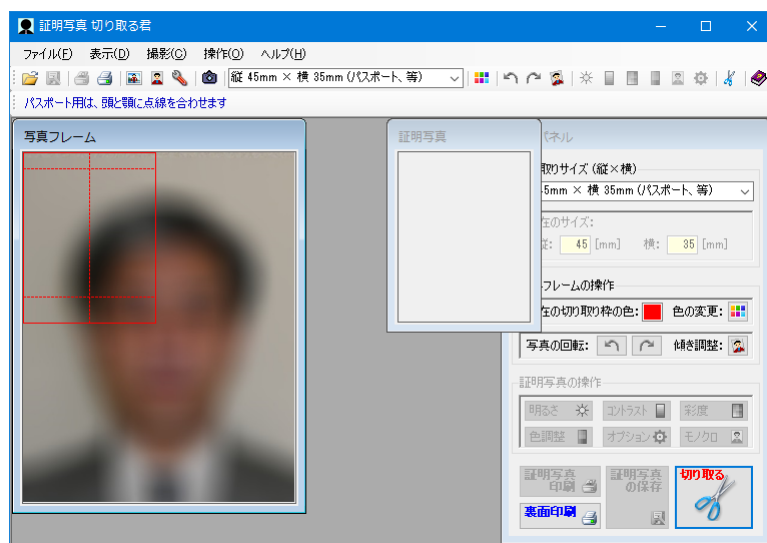 証明写真 切り取る君
ファイル(F) 表示(D) 撮影(C) 操作(O) ヘルプ(H)
縦 45mm × 横 35mm (パスポート、等)
パスポート用は、頭と顎に点線を合わせます
写真フレーム
証明写真
パネル
取りサイズ (縦×横)
5mm × 横 35mm (パスポート、等)
在のサイズ:
45 [mm] 横: 35 [mm]
フレームの操作
在の切り取り枠の色: 色の変更:
写真の回転: 傾き調整:
証明写真の操作
明るさ コントラスト 彩度
色調整 オプション モノクロ
証明写真
印刷
証明写真
の保存
切り取る
裏面印刷